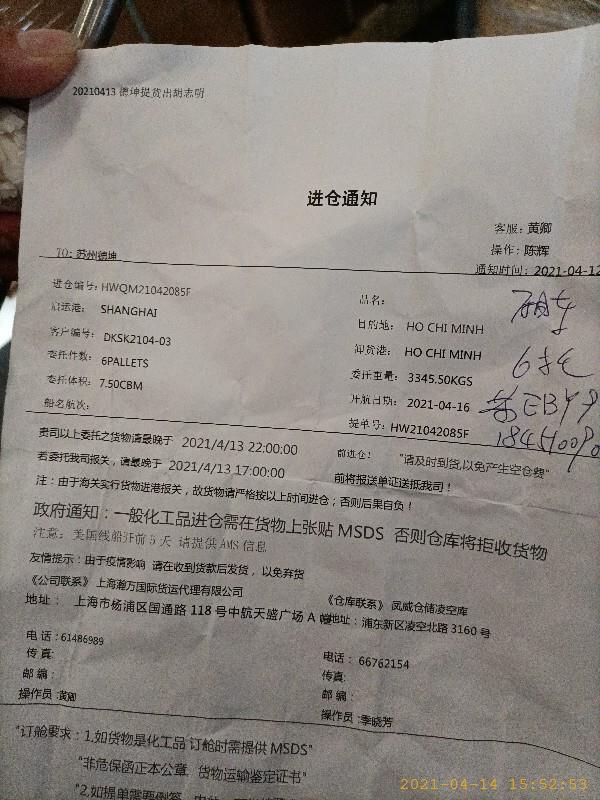 20210413 德坤提货出胡志明
进仓通知
客服：黄卿
操作：陈辉
TO: 苏州德坤
通知时间：2021-04-12
进仓编号：HWQM21042085F
品名：
启运港： SHANGHAI
目的地： HO CHI MINH
客户编号： DKSK2104-03
卸货港： HO CHI MINH
委托件数： 6PALLETS
委托重量： 3345.50KGS
委托体积： 7.50CBM
开航日期： 2021-04-16
船名航次：
提单号：HW21042085F
贵司以上委托之货物请最晚于 2021/4/13 22:00:00 前进仓： "请及时到货,以免产生空仓费"
若委托我司报关，请最晚于 2021/4/13 17:00:00 前将报送单证送抵我司！
注：由于海关实行货物进港报关，故货物请严格按以上时间进仓；否则后果自负！
政府通知：一般化工品进仓需在货物上张贴 MSDS 否则仓库将拒收货物
注意： 美国线船开前 5 天 请提供 AMS 信息
友情提示：由于疫情影响 请在收到货款后发货，以免弃货
《公司联系》上海瀚万国际货运代理有限公司
《仓库联系》 凤威仓储凌空库
地址： 上海市杨浦区国通路 118 号中航天盛广场 A
地址：浦东新区凌空北路 3160 号
电 话：61486989
电话： 66762154
传 真：
传真:
邮 编：
邮 编：
操作员 :黄卿
操作员 :季晓芳
"订舱要求：1.如货物是化工品 订舱时需提供 MSDS"
"非危保函正本公章，货物运输鉴定证书"
2021-04-14 15:52:53